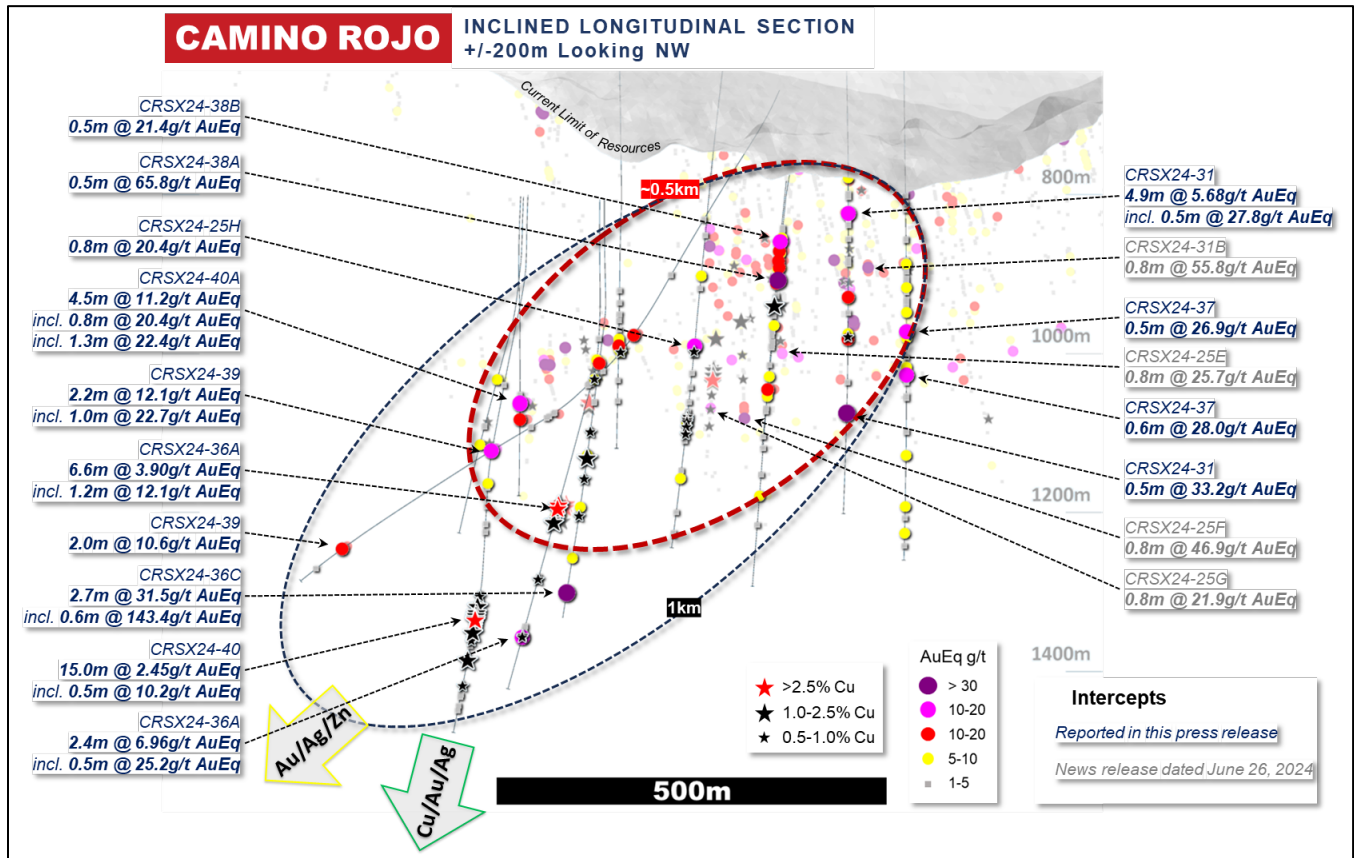 CAMINO ROJO
INCLINED LONGITUDINAL SECTION
+/-200m Looking NW
Current Limit of Resources
CRSX24-38B
0.5m @ 21.4g/t AuEq
CRSX24-38A
0.5m @ 65.8g/t AuEq
CRSX24-25H
0.8m @ 20.4g/t AuEq
CRSX24-40A
4.5m @ 11.2g/t AuEq
incl. 0.8m @ 20.4g/t AuEq
incl. 1.3m @ 22.4g/t AuEq
CRSX24-39
2.2m @ 12.1g/t AuEq
incl. 1.0m @ 22.7g/t AuEq
CRSX24-36A
6.6m @ 3.90g/t AuEq
incl. 1.2m @ 12.1g/t AuEq
CRSX24-39
2.0m @ 10.6g/t AuEq
CRSX24-36C
2.7m @ 31.5g/t AuEq
incl. 0.6m @ 143.4g/t AuEq
CRSX24-40
15.0m @ 2.45g/t AuEq
incl. 0.5m @ 10.2g/t AuEq
CRSX24-36A
2.4m @ 6.96g/t AuEq
incl. 0.5m @ 25.2g/t AuEq
~0.5km
1km
800m
1000m
1200m
1400m
CRSX24-31
4.9m @ 5.68g/t AuEq
incl. 0.5m @ 27.8g/t AuEq
CRSX24-31B
0.8m @ 55.8g/t AuEq
CRSX24-37
0.5m @ 26.9g/t AuEq
CRSX24-25E
0.8m @ 25.7g/t AuEq
CRSX24-37
0.6m @ 28.0g/t AuEq
CRSX24-31
0.5m @ 33.2g/t AuEq
CRSX24-25F
0.8m @ 46.9g/t AuEq
CRSX24-25G
0.8m @ 21.9g/t AuEq
Au/Ag/Zn
Cu/Au/Ag
500m
>2.5% Cu
1.0-2.5% Cu
0.5-1.0% Cu
AuEq g/t
> 30
10-20
10-20
5-10
1-5
Intercepts
Reported in this press release
News release dated June 26, 2024